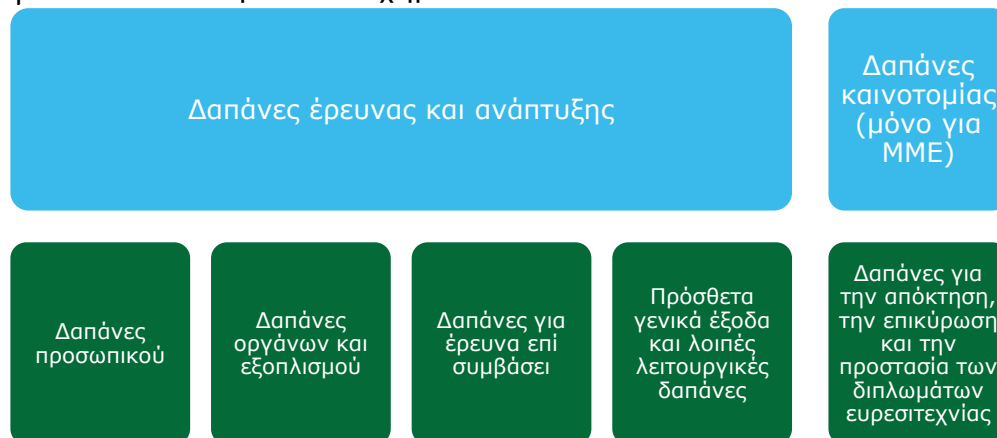 Δαπάνες έρευνας και ανάπτυξης
Δαπάνες
καινοτομίας
(μόνο για
ΜΜΕ)
Δαπάνες
προσωπικού
Δαπάνες
οργάνων και
εξοπλισμού
Δαπάνες για
έρευνα επί
συμβάσει
Πρόσθετα
γενικά έξοδα
και λοιπές
λειτουργικές
δαπάνες
Δαπάνες για
την απόκτηση,
την επικύρωση
και την
προστασία των
διπλωμάτων
ευρεσιτεχνίας